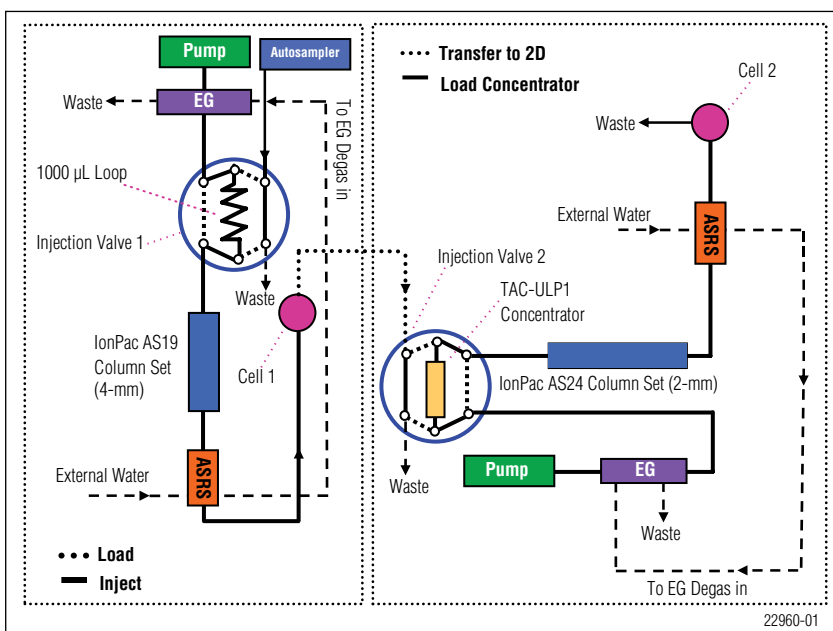 Pump
Autosampler
Waste
EG
To EG Degas in
1000 µL Loop
Injection Valve 1
Waste
IonPac AS19
Column Set
(4-mm)
Cell 1
External Water
ASRS
Load
Inject
Transfer to 2D
Load Concentrator
Cell 2
Waste
External Water
ASRS
Injection Valve 2
TAC-ULP1
Concentrator
IonPac AS24 Column Set (2-mm)
Waste
Pump
EG
Waste
To EG Degas in
22960-01